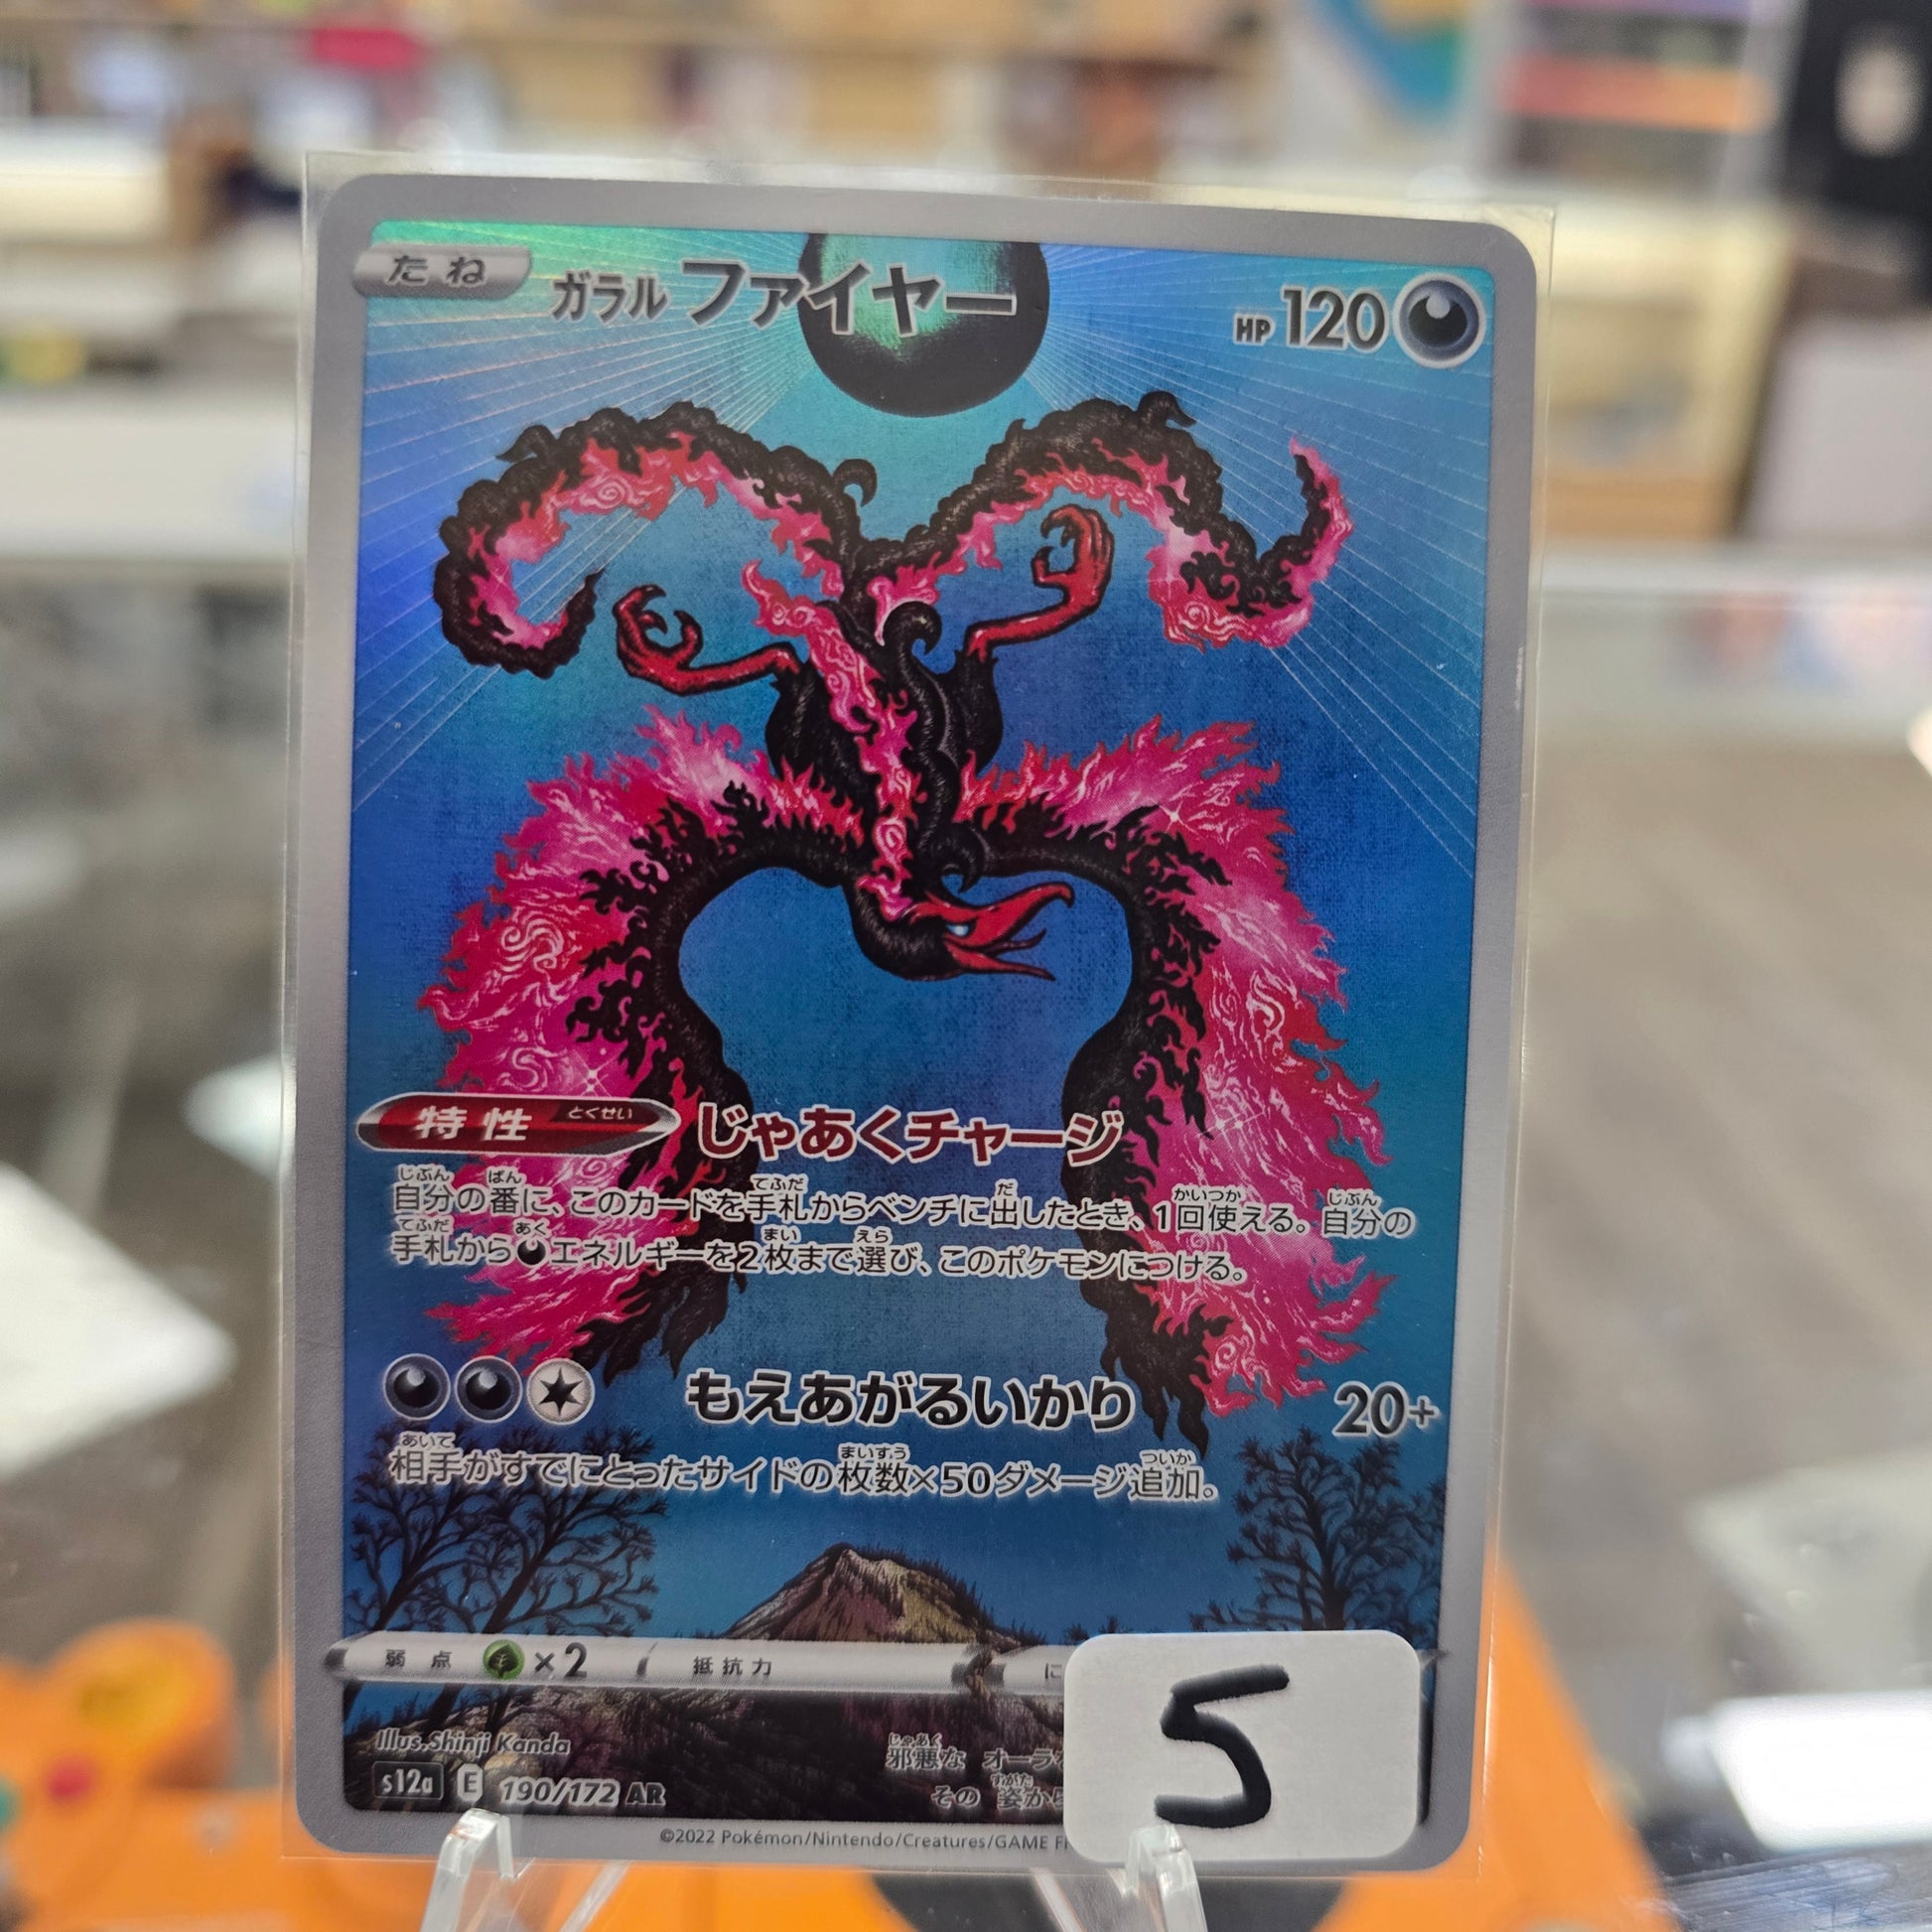 たね ガラル ファイヤー HP 120
特性 とくせい じゃあくチャージ
自分の番に、このカードを手札からベンチに出したとき、1回使える。自分の
手札からエネルギーを2枚まで選び、このポケモンにつける。
もえあがるいかり 20+
相手がすでにとったサイドの枚数×50ダメージ追加。
弱点 ×2 抵抗力 に
Illus.Shinji Kanda
邪悪な オーラ
s12a E 190/172 AR
その 姿か
©2022 Pokémon/Nintendo/Creatures/GAME
5